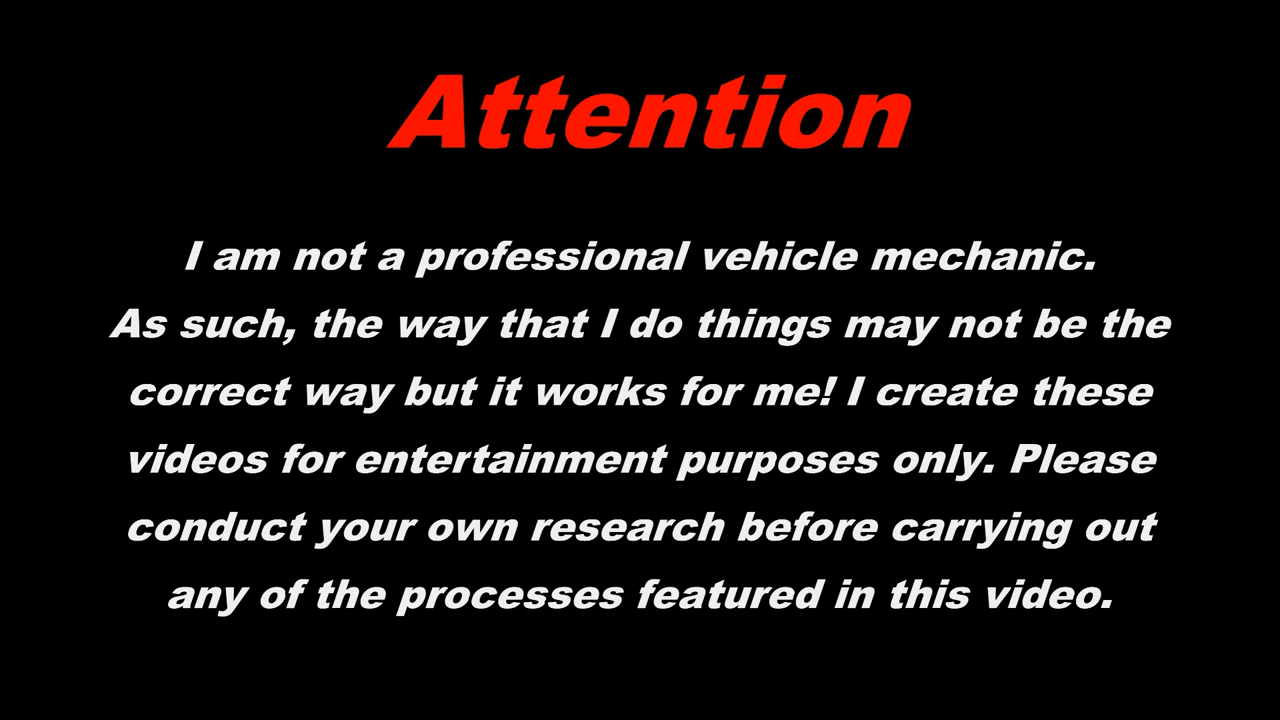 Attention
I am not a professional vehicle mechanic.
As such, the way that I do things may not be the
correct way but it works for me! I create these
videos for entertainment purposes only. Please
conduct your own research before carrying out
any of the processes featured in this video.